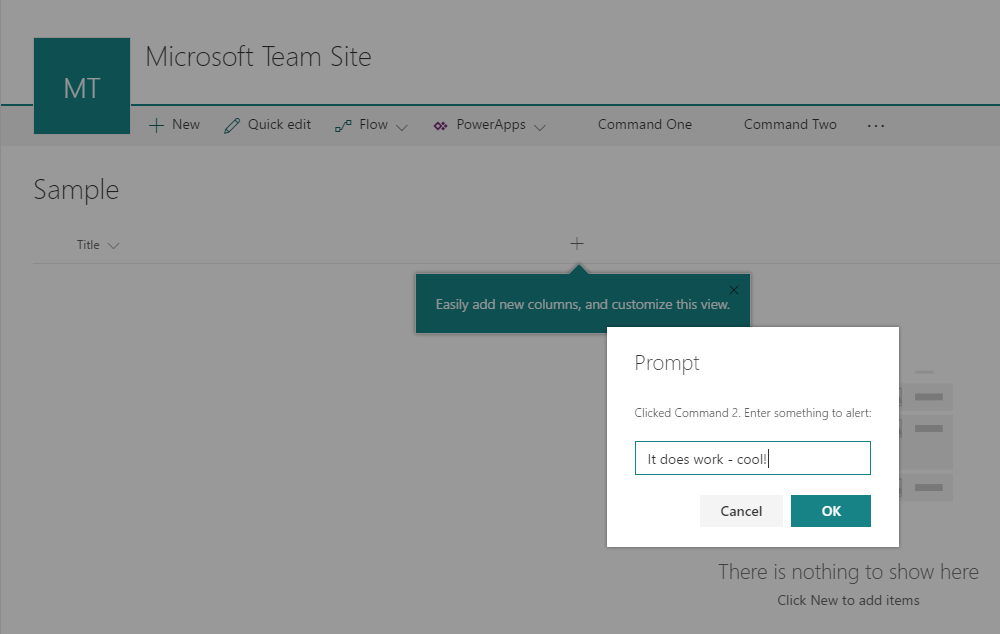 Microsoft Team Site
MT
New Quick edit Flow PowerApps Command One Command Two ...
Sample
Title
Easily add new columns, and customize this view.
Prompt
Clicked Command 2. Enter something to alert:
It does work - cool!
Cancel OK
There is nothing to show here
Click New to add items